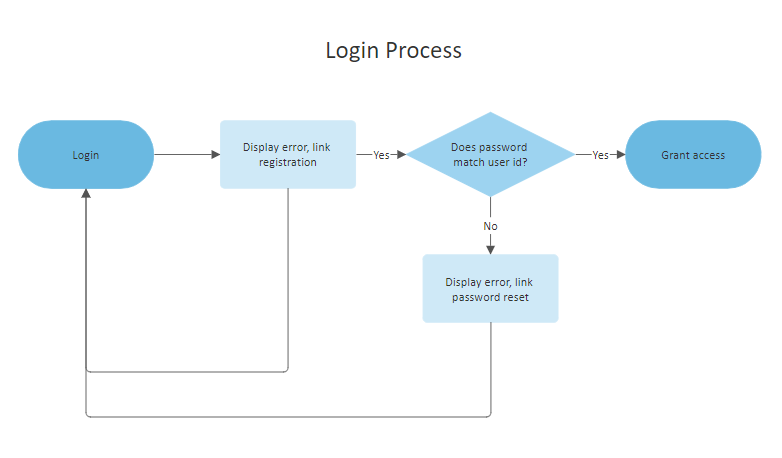 Login Process
Login
Display error, link
registration
Yes
Does password
match user id?
Yes
Grant access
No
Display error, link
password reset